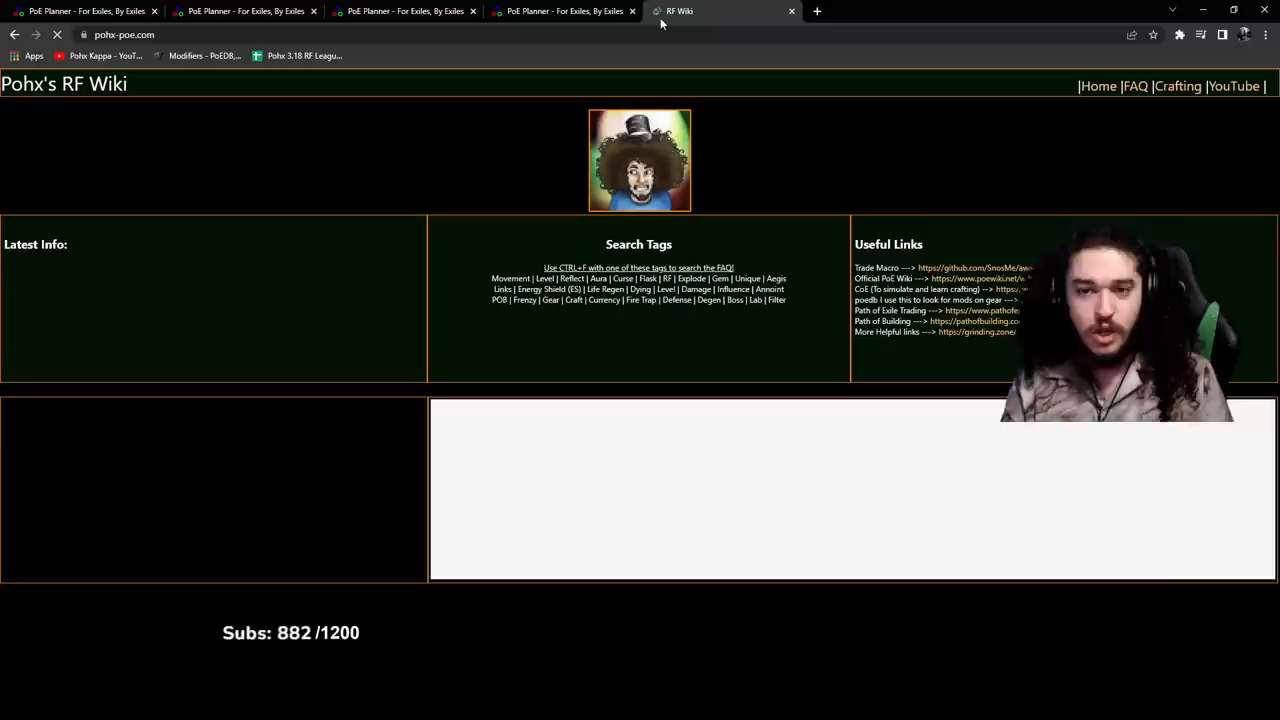 PoE Planner - For Exiles, By Exiles
PoE Planner - For Exiles, By Exiles
PoE Planner - For Exiles, By Exiles
PoE Planner - For Exiles, By Exiles
RF Wiki
pohx-poe.com
Apps
Pohx Kappa - YouT...
Modifiers - PoEDB,...
Pohx 3.18 RF Leagu...
Pohx's RF Wiki
|Home |FAQ |Crafting |YouTube |
Latest Info:
Search Tags
Use CTRL+F with one of these tags to search the FAQ!
Movement | Level | Reflect | Aura | Curse | Flask | RF | Explode | Gem | Unique | Aegis
Links | Energy Shield (ES) | Life Regen | Dying | Level | Damage | Influence | Annoint
POB | Frenzy | Gear | Craft | Currency | Fire Trap | Defense | Degen | Boss | Lab | Filter
Useful Links
Trade Macro ---> https://github.com/SnosMe/aw
Official PoE Wiki ---> https://www.poewiki.net/w
CoE (To simulate and learn crafting) --> https:/
poedb I use this to look for mods on gear --->
Path of Exile Trading ---> https://www.pathofe
Path of Building ---> https://pathofbuilding.co
More Helpful links ---> https://grinding.zone/
Subs: 882 /1200